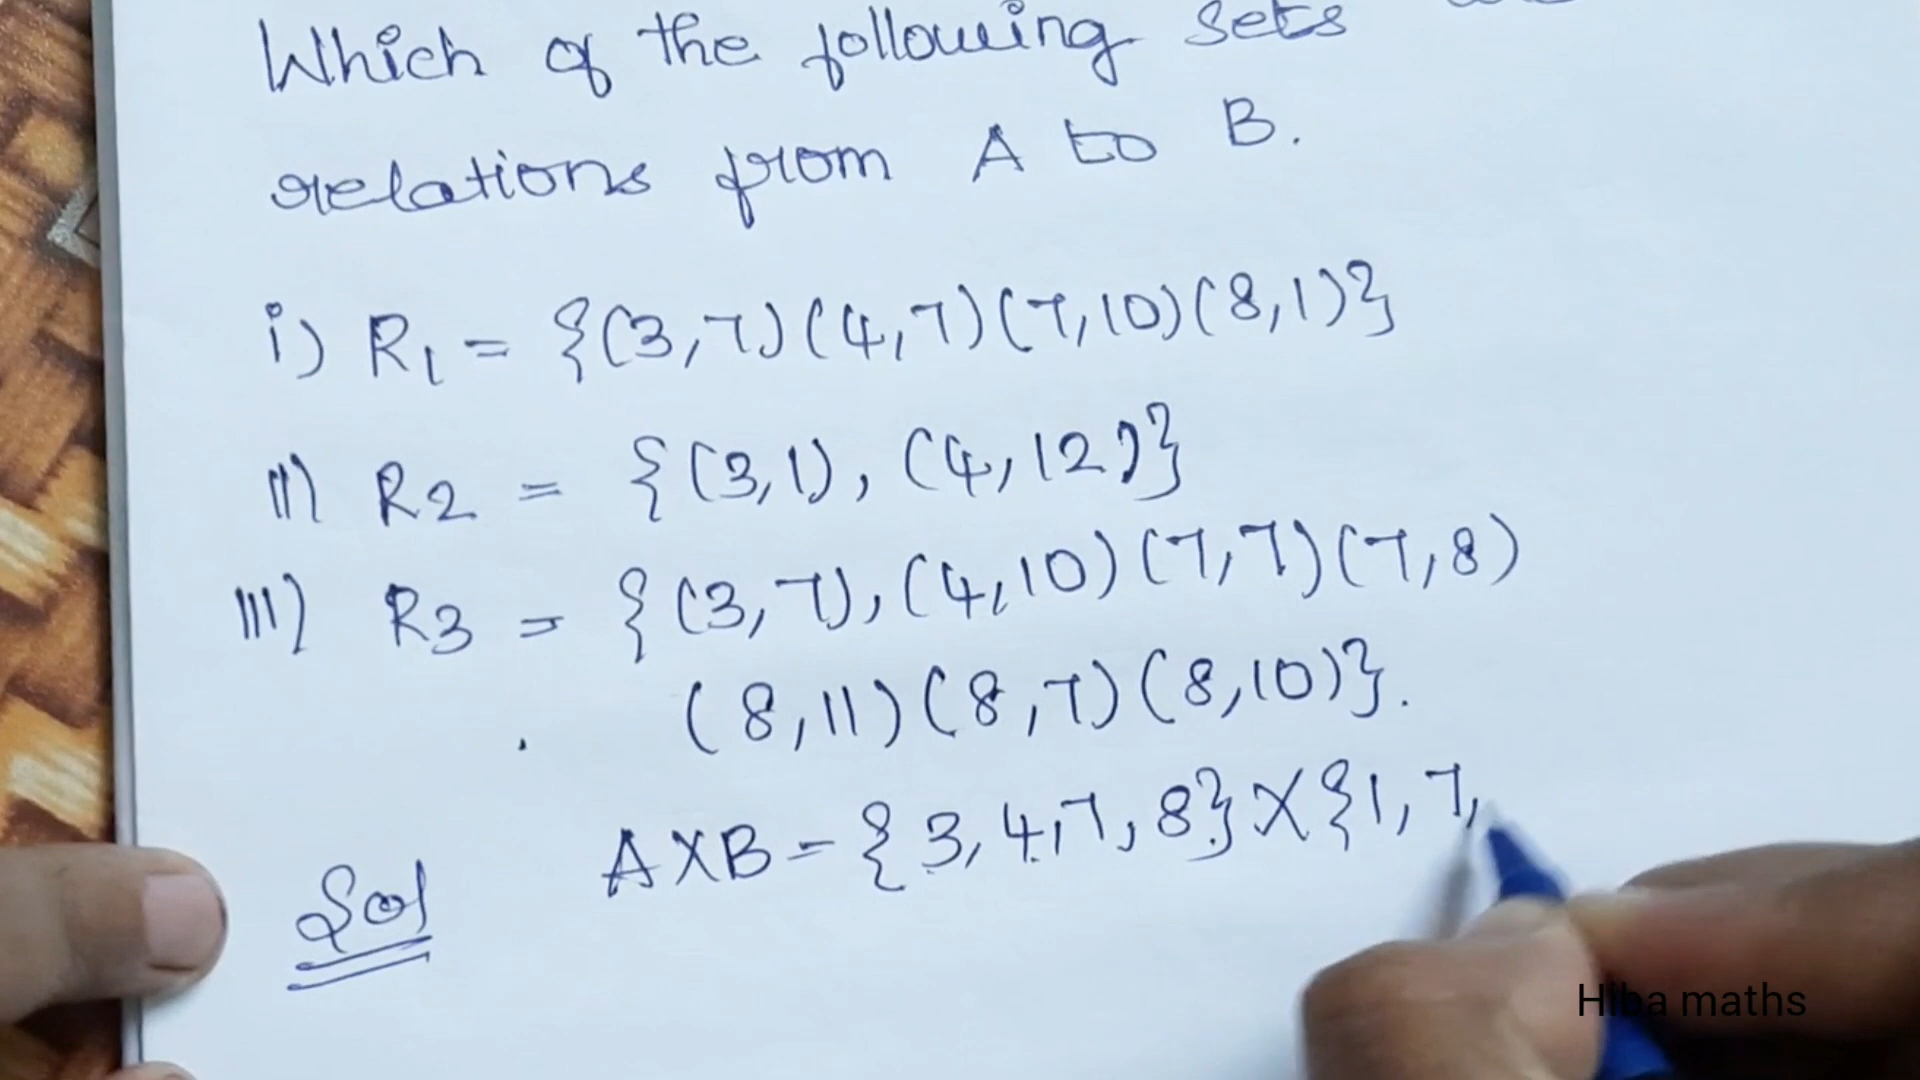 Which of the following sets
relations from A to B.
i) R1 = {(3,7)(4,7)(7,10)(8,1)}
ii) R2 = {(3,1), (4,12)}
iii) R3 = {(3,7), (4,10)(7,7)(7,8)
(8,11)(8,7)(8,10)}.
Sol A X B = {3,4,7,8} X {1,7,
Hiba maths